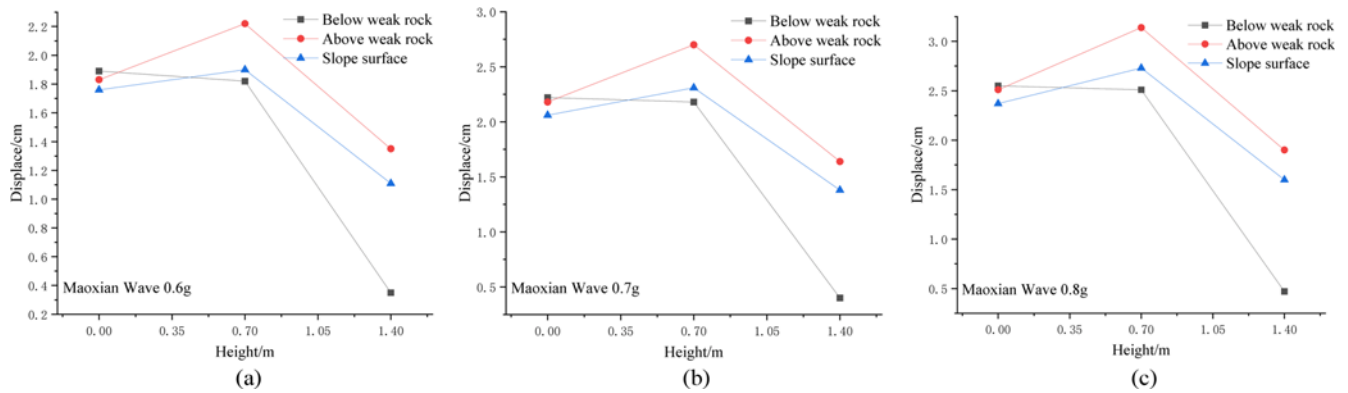 2.2
2.0
1.8
1.6
1.4
1.2
1.0
0.8
0.6
0.4
0.2
Displace/cm
Below weak rock
Above weak rock
Slope surface
Maoxian Wave 0.6g
0.00 0.35 0.70 1.05 1.40
Height/m
(a)
3.0
2.5
2.0
1.5
1.0
0.5
Displace/cm
Below weak rock
Above weak rock
Slope surface
Maoxian Wave 0.7g
0.00 0.35 0.70 1.05 1.40
Height/m
(b)
3.0
2.5
2.0
1.5
1.0
0.5
Displace/cm
Below weak rock
Above weak rock
Slope surface
Maoxian Wave 0.8g
0.00 0.35 0.70 1.05 1.40
Height/m
(c)